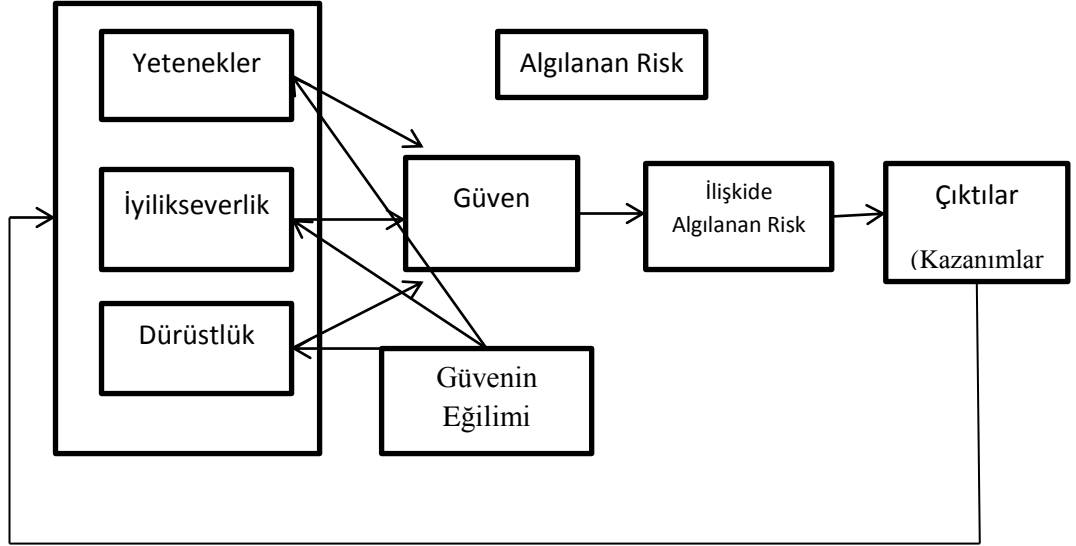 Yetenekler
Algılanan Risk
İyilikseverlik
Güven
İlişkide
Algılanan Risk
Çıktılar
(Kazanımlar
Dürüstlük
Güvenin
Eğilimi